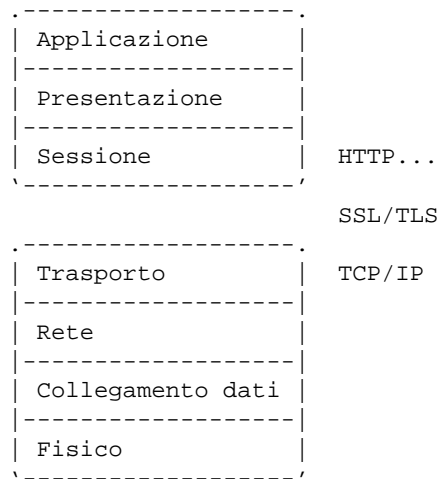 Applicazione
Presentazione
Sessione HTTP...
SSL/TLS
Trasporto TCP/IP
Rete
Collegamento dati
Fisico